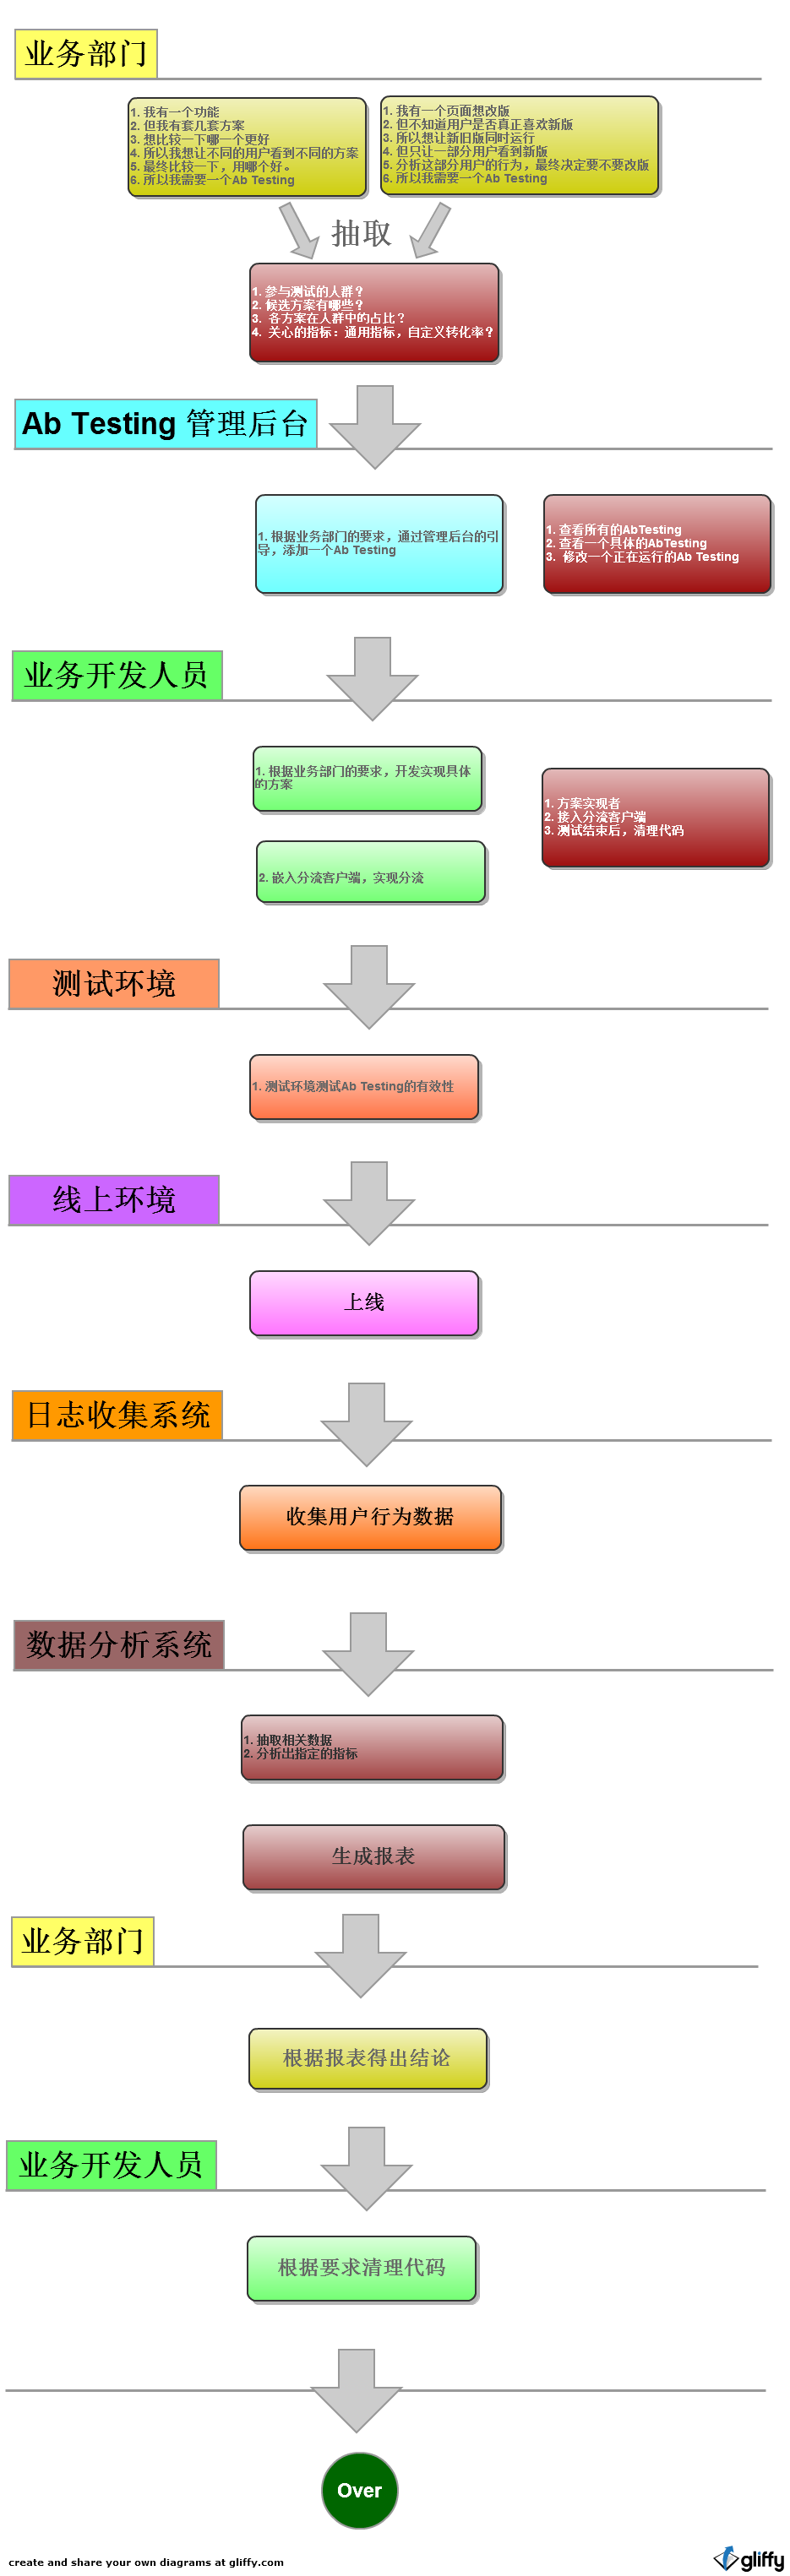 业务部门
1. 我有一个功能
2. 但我有套几套方案
3. 想比较一下哪一个更好
4. 所以我想让不同的用户看到不同的方案
5. 最终比较一下，用哪个好。
6. 所以我需要一个Ab Testing
1. 我有一个页面想改版
2. 但不知道用户是否真正喜欢新版
3. 所以想让新旧版同时运行
4. 但只让一部分用户看到新版
5. 分析这部分用户的行为，最终决定要不要改版
6. 所以我需要一个Ab Testing
抽取
1. 参与测试的人群？
2. 候选方案有哪些？
3. 各方案在人群中的占比？
4. 关心的指标：通用指标，自定义转化率？
Ab Testing 管理后台
1. 根据业务部门的要求，通过管理后台的引
导，添加一个Ab Testing
1. 查看所有的AbTesting
2. 查看一个具体的AbTesting
3. 修改一个正在运行的Ab Testing
业务开发人员
1. 根据业务部门的要求，开发实现具体
的方案
2. 嵌入分流客户端，实现分流
1. 方案实现者
2. 接入分流客户端
3. 测试结束后，清理代码
测试环境
1. 测试环境测试Ab Testing的有效性
线上环境
上线
日志收集系统
收集用户行为数据
数据分析系统
1. 抽取相关数据
2. 分析出指定的指标
生成报表
业务部门
根据报表得出结论
业务开发人员
根据要求清理代码
Over
create and share your own diagrams at gliffy.com
gliffy